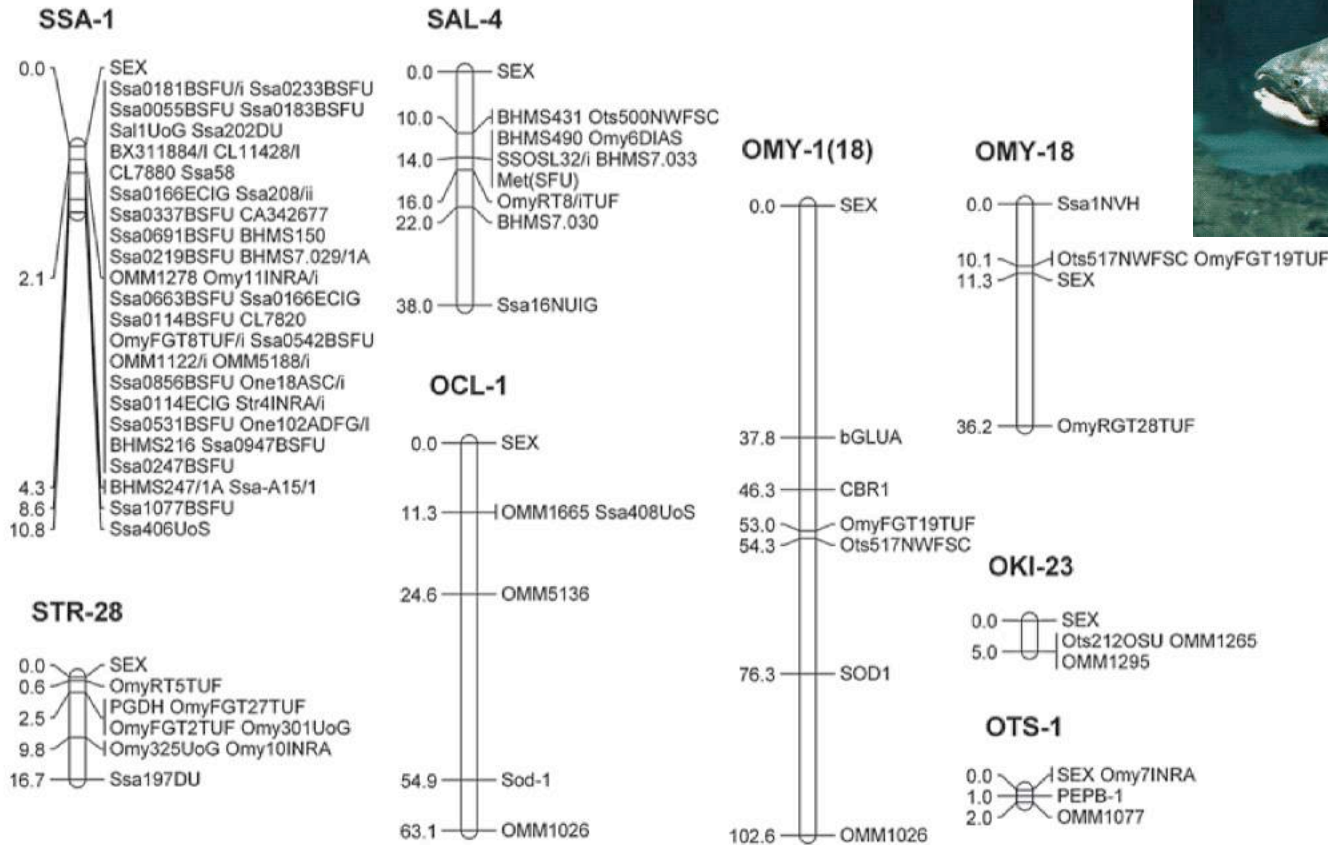 SSA-1
0.0 SEX
Ssa0181BSFU/i Ssa0233BSFU
Ssa0055BSFU Ssa0183BSFU
Sal1UoG Ssa202DU
BX311884/I CL11428/I
CL7880 Ssa58
Ssa0166ECIG Ssa208/ii
Ssa0337BSFU CA342677
Ssa0691BSFU BHMS150
Ssa0219BSFU BHMS7.029/1A
2.1 OMM1278 Omy11INRA/i
Ssa0663BSFU Ssa0166ECIG
Ssa0114BSFU CL7820
OmyFGT8TUF/i Ssa0542BSFU
OMM1122/i OMM5188/i
Ssa0856BSFU One18ASC/i
Ssa0114ECIG Str4INRA/i
Ssa0531BSFU One102ADFG/I
BHMS216 Ssa0947BSFU
Ssa0247BSFU
4.3 BHMS247/1A Ssa-A15/1
8.6 Ssa1077BSFU
10.8 Ssa406UoS
STR-28
0.0 SEX
0.6 OmyRT5TUF
PGDH OmyFGT27TUF
2.5
OmyFGT2TUF Omy301UoG
9.8 Omy325UoG Omy10INRA
16.7 Ssa197DU
SAL-4
0.0 SEX
10.0 BHMS431 Ots500NWFSC
BHMS490 Omy6DIAS
14.0 SSOSL32/i BHMS7.033
Met(SFU)
16.0 OmyRT8/iTUF
22.0 BHMS7.030
38.0 Ssa16NUIG
OCL-1
0.0 SEX
11.3 OMM1665 Ssa408UoS
24.6 OMM5136
54.9 Sod-1
63.1 OMM1026
OMY-1(18)
0.0 SEX
37.8 bGLUA
46.3 CBR1
53.0 OmyFGT19TUF
54.3 Ots517NWFSC
76.3 SOD1
102.6 OMM1026
OMY-18
0.0 Ssa1NVH
10.1 Ots517NWFSC OmyFGT19TUF
11.3 SEX
36.2 OmyRGT28TUF
OKI-23
0.0 SEX
Ots212OSU OMM1265
5.0
OMM1295
OTS-1
0.0 SEX Omy7INRA
1.0 PEPB-1
2.0 OMM1077